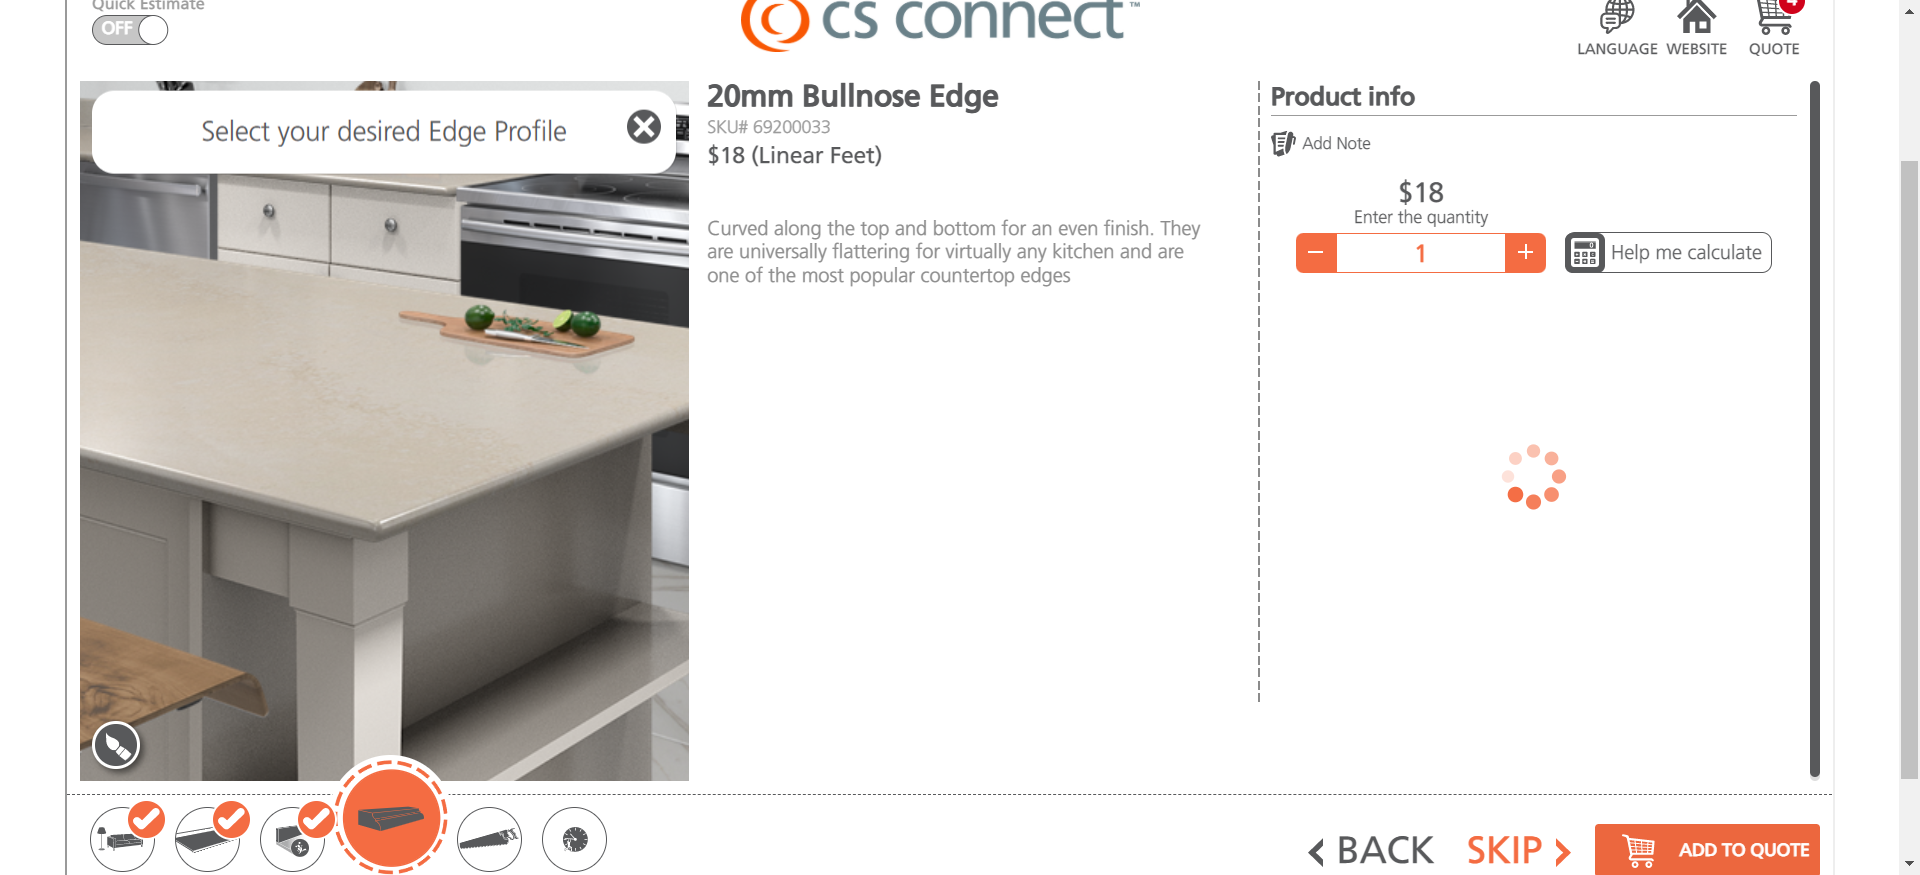 Quick Estimate
OFF
cs connect™
LANGUAGE
WEBSITE
QUOTE
4
Select your desired Edge Profile
20mm Bullnose Edge
SKU# 69200033
$18 (Linear Feet)
Curved along the top and bottom for an even finish. They
are universally flattering for virtually any kitchen and are
one of the most popular countertop edges
Product info
Add Note
$18
Enter the quantity
− 1 +
Help me calculate
BACK
SKIP
ADD TO QUOTE